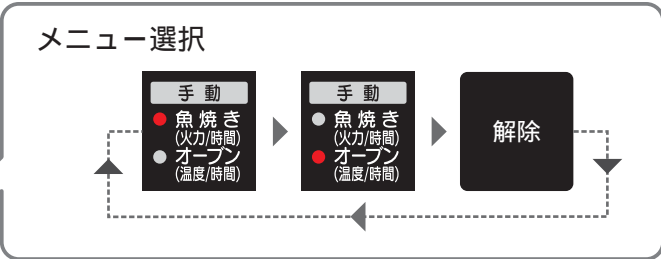 メニュー選択
手動
魚焼き
(火力/時間)
オーブン
(温度/時間)
手動
魚焼き
(火力/時間)
オーブン
(温度/時間)
解除